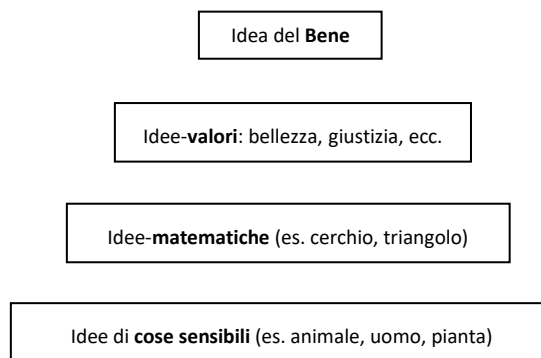 Idea del Bene
Idee-valori: bellezza, giustizia, ecc.
Idee-matematiche (es. cerchio, triangolo)
Idee di cose sensibili (es. animale, uomo, pianta)